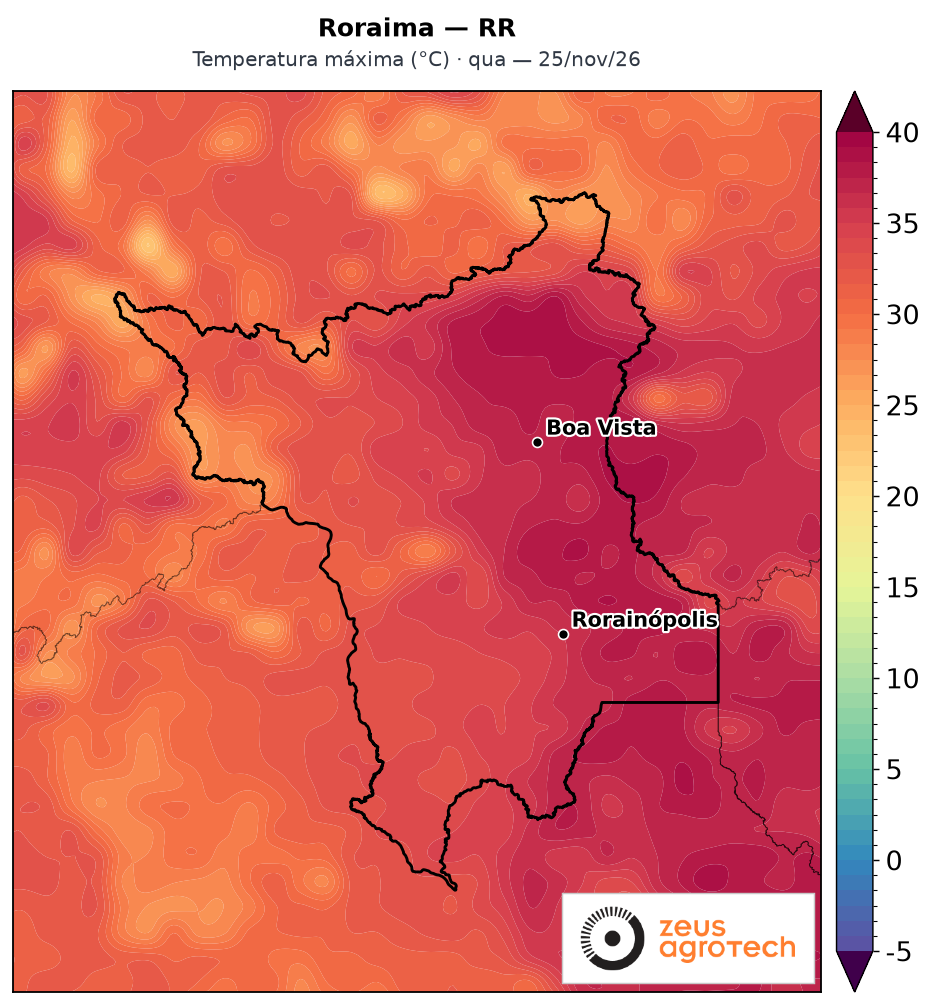 Roraima — RR
Temperatura máxima (°C) · qua — 25/nov/26
40
35
30
25
20
15
10
5
0
-5
Boa Vista
Rorainópolis
zeus
agrotech